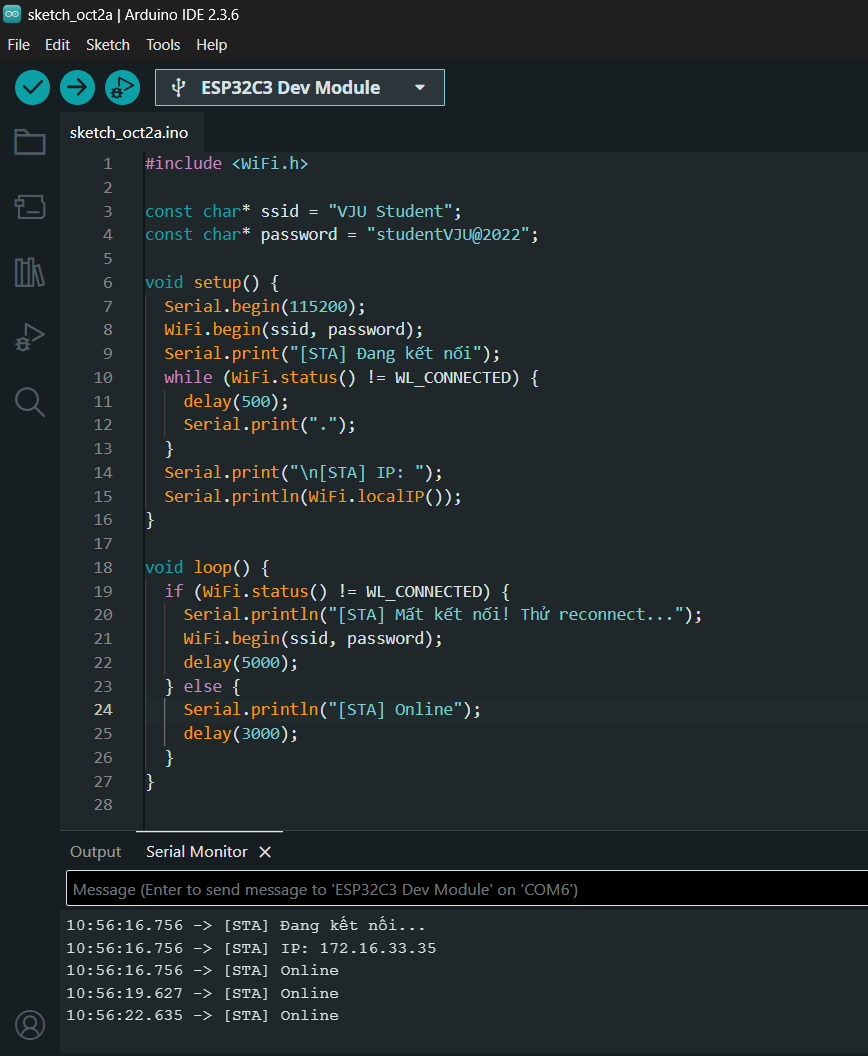 sketch_oct2a | Arduino IDE 2.3.6
File Edit Sketch Tools Help
ESP32C3 Dev Module
sketch_oct2a.ino
1 #include <WiFi.h>
2
3 const char* ssid = "VJU Student";
4 const char* password = "studentVJU@2022";
5
6 void setup() {
7 Serial.begin(115200);
8 WiFi.begin(ssid, password);
9 Serial.print("[STA] Đang kết nối");
10 while (WiFi.status() != WL_CONNECTED) {
11 delay(500);
12 Serial.print(".");
13 }
14 Serial.print("\n[STA] IP: ");
15 Serial.println(WiFi.localIP());
16 }
17
18 void loop() {
19 if (WiFi.status() != WL_CONNECTED) {
20 Serial.println("[STA] Mất kết nối! Thử reconnect...");
21 WiFi.begin(ssid, password);
22 delay(5000);
23 } else {
24 Serial.println("[STA] Online");
25 delay(3000);
26 }
27 }
28
Output Serial Monitor
Message (Enter to send message to 'ESP32C3 Dev Module' on 'COM6')
10:56:16.756 -> [STA] Đang kết nối...
10:56:16.756 -> [STA] IP: 172.16.33.35
10:56:16.756 -> [STA] Online
10:56:19.627 -> [STA] Online
10:56:22.635 -> [STA] Online